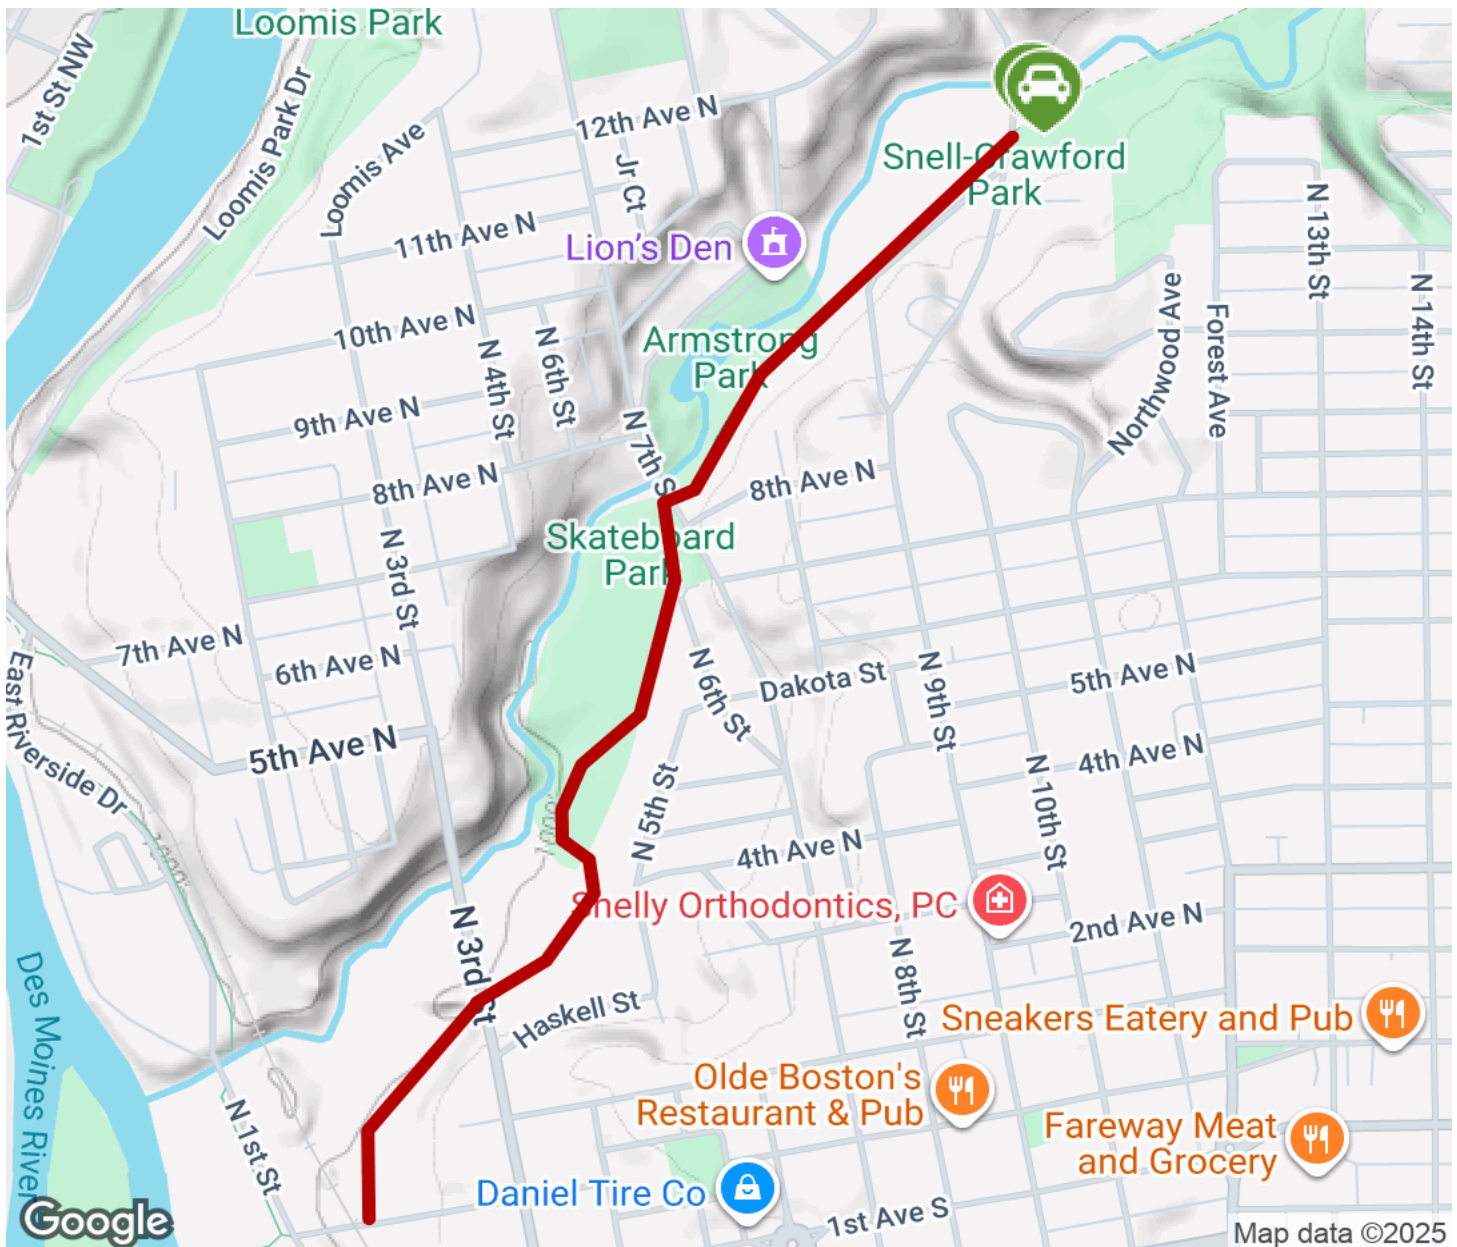 Loomis Park
1st St NW
Loomis Park Dr
Loomis Ave
12th Ave N
Jr Ct
Snell-Crawford
Park
11th Ave N
Lion's Den
N 13th St
N 14th St
10th Ave N
N 4th St
N 6th St
Armstrong
Park
Northwood Ave
Forest Ave
9th Ave N
N 7th S
8th Ave N
8th Ave N
N 3rd St
Skateboard
Park
7th Ave N
6th Ave N
East Riverside Dr
N 6th St
Dakota St
N 9th St
5th Ave N
5th Ave N
4th Ave N
N 5th St
N 10th St
4th Ave N
Snelly Orthodontics, PC
2nd Ave N
N 3rd St
N 8th St
Des Moines River
Haskell St
Sneakers Eatery and Pub
Olde Boston's
Restaurant & Pub
N 1st St
Fareway Meat
and Grocery
Daniel Tire Co
1st Ave S
Google
Map data ©2025